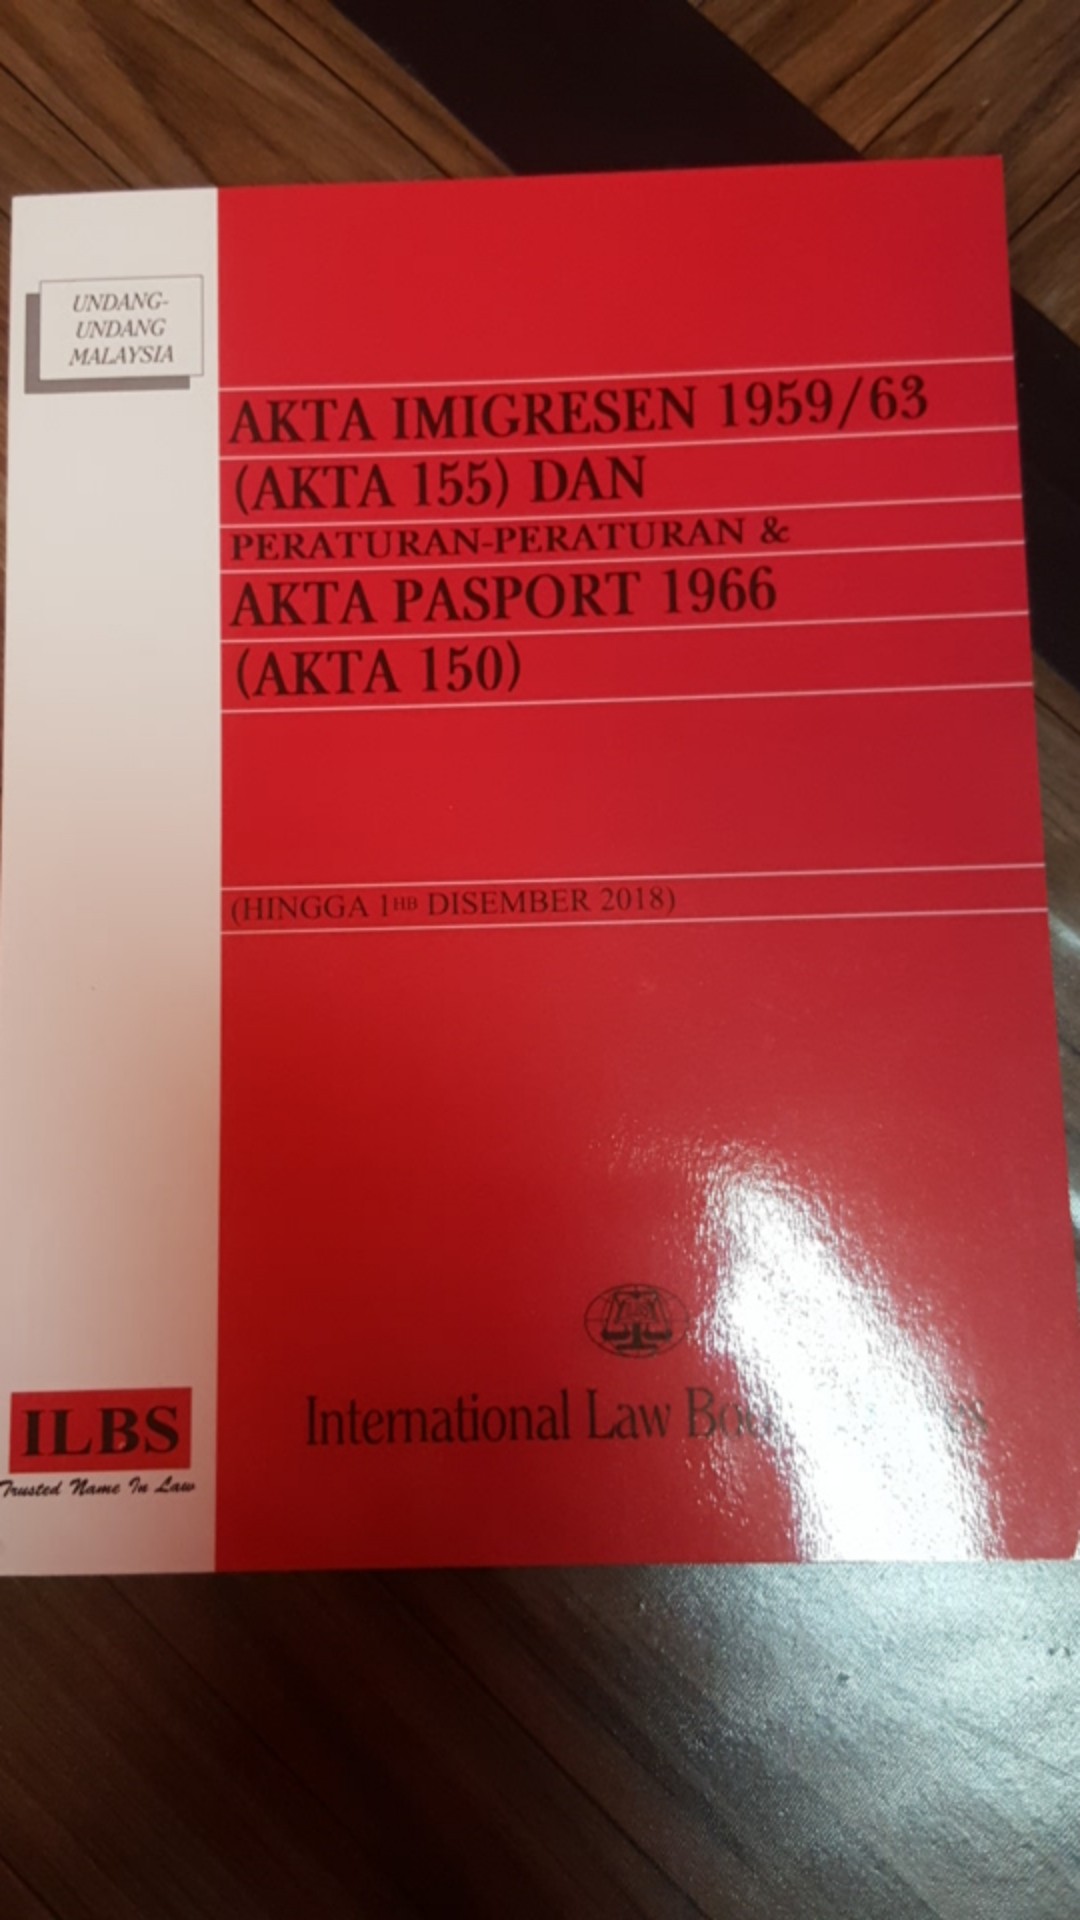 UNDANG-
UNDANG
MALAYSIA
AKTA IMIGRESEN 1959/63
(AKTA 155) DAN
PERATURAN-PERATURAN &
AKTA PASPORT 1966
(AKTA 150)
(HINGGA 1HB DISEMBER 2018)
International Law
ILBS
Trusted Name In Law